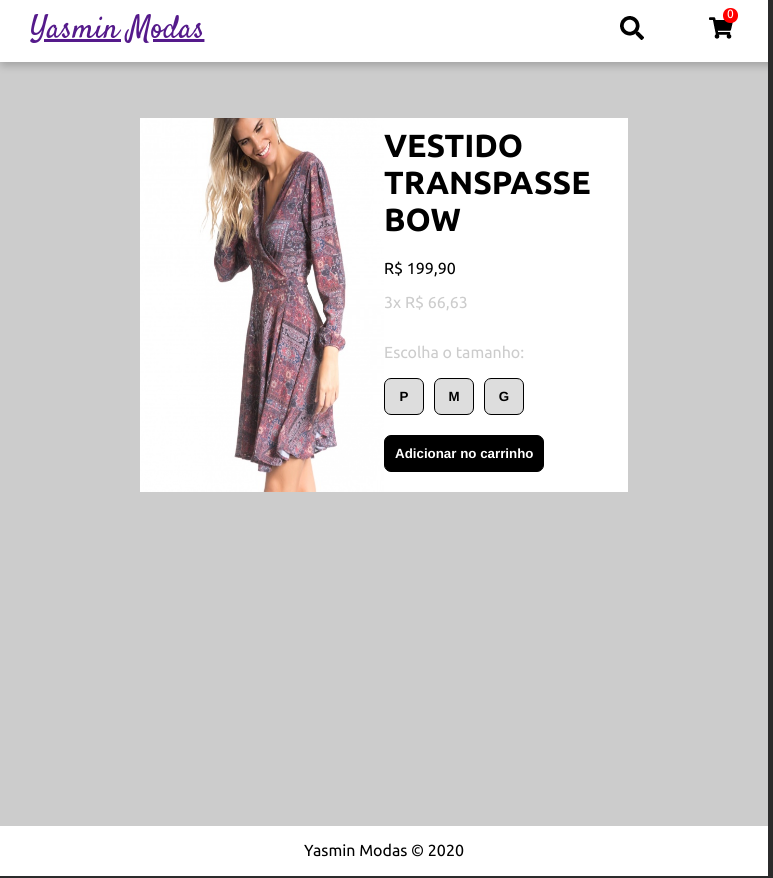 Yasmin Modas
0
VESTIDO
TRANSPASSE
BOW
R$ 199,90
3x R$ 66,63
Escolha o tamanho:
P M G
Adicionar no carrinho
Yasmin Modas © 2020